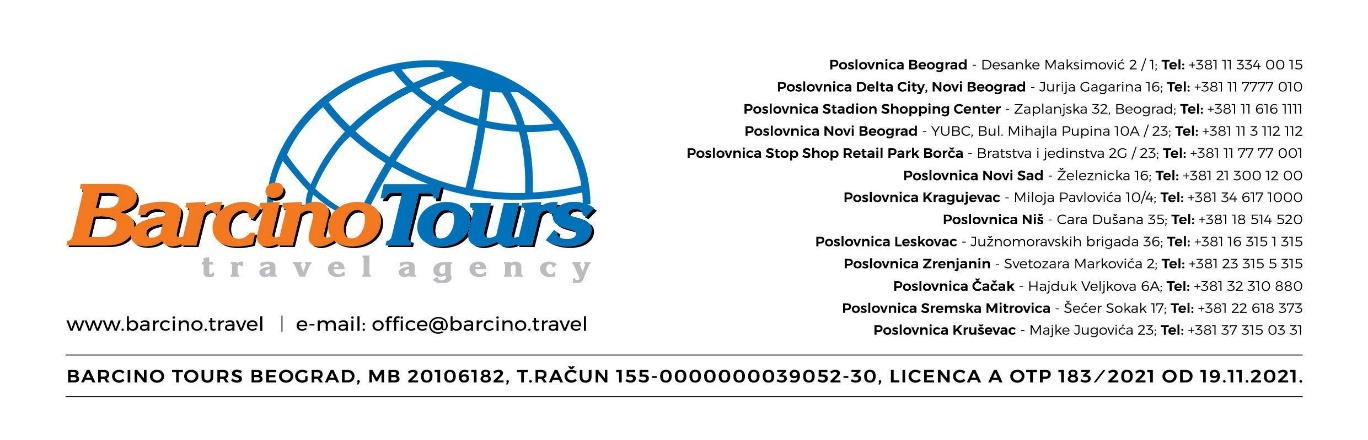 Barcino Tours
travel agency
www.barcino.travel | e-mail: office@barcino.travel
Poslovnica Beograd - Desanke Maksimović 2 / 1; Tel: +381 11 334 00 15
Poslovnica Delta City, Novi Beograd - Jurija Gagarina 16; Tel: +381 11 7777 010
Poslovnica Stadion Shopping Center - Zaplanjska 32, Beograd; Tel: +381 11 616 1111
Poslovnica Novi Beograd - YUBC, Bul. Mihajla Pupina 10A / 23; Tel: +381 11 3 112 112
Poslovnica Stop Shop Retail Park Borča - Bratstva i jedinstva 2G / 23; Tel: +381 11 77 77 001
Poslovnica Novi Sad - Železnicka 16; Tel: +381 21 300 12 00
Poslovnica Kragujevac - Miloja Pavlovića 10/4; Tel: +381 34 617 1000
Poslovnica Niš - Cara Dušana 35; Tel: +381 18 514 520
Poslovnica Leskovac - Južnomoravskih brigada 36; Tel: +381 16 315 1 315
Poslovnica Zrenjanin - Svetozara Markovića 2; Tel: +381 23 315 5 315
Poslovnica Čačak - Hajduk Veljkova 6A; Tel: +381 32 310 880
Poslovnica Sremska Mitrovica - Šećer Sokak 17; Tel: +381 22 618 373
Poslovnica Kruševac - Majke Jugovića 23; Tel: +381 37 315 03 31
BARCINO TOURS BEOGRAD, MB 20106182, T.RAČUN 155-0000000039052-30, LICENCA A OTP 183/2021 OD 19.11.2021.